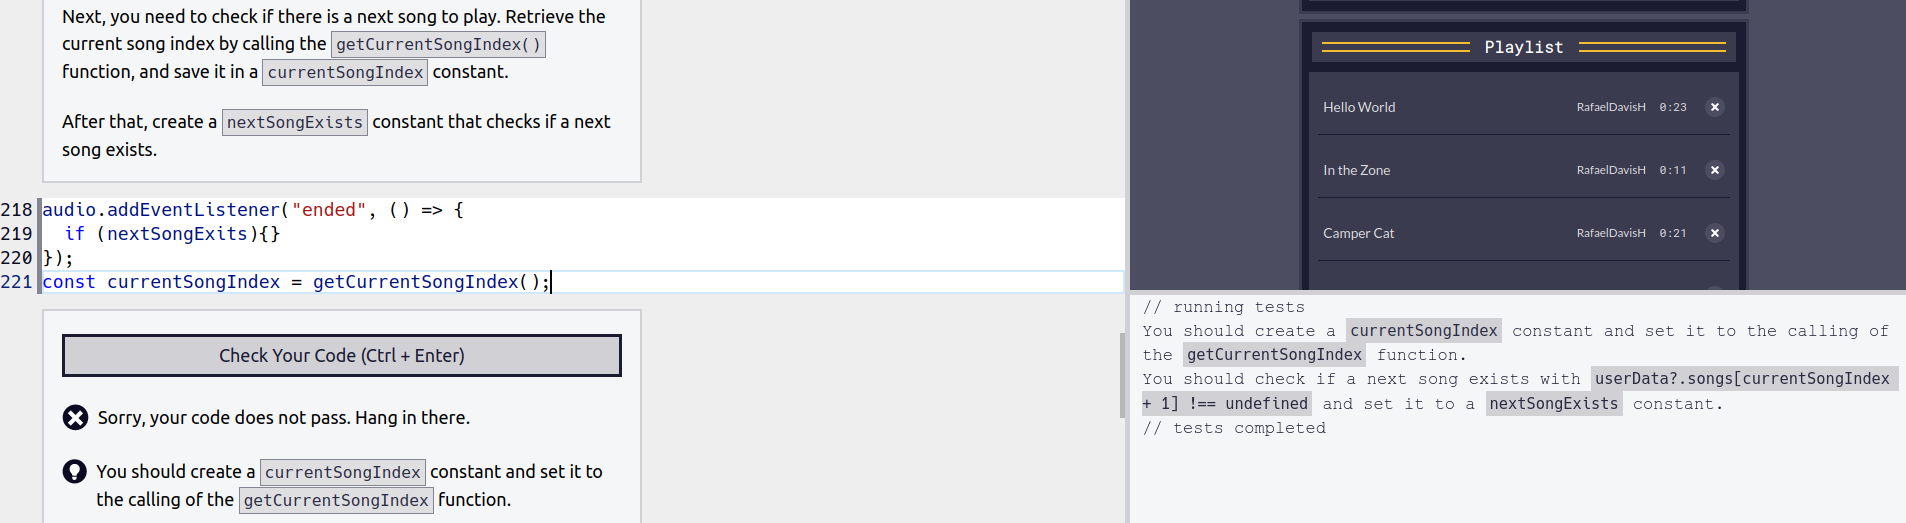 Next, you need to check if there is a next song to play. Retrieve the
current song index by calling the getCurrentSongIndex()
function, and save it in a currentSongIndex constant.
After that, create a nextSongExists constant that checks if a next
song exists.
218 audio.addEventListener("ended", () => {
219   if (nextSongExits){}
220 });
221 const currentSongIndex = getCurrentSongIndex();
Check Your Code (Ctrl + Enter)
Sorry, your code does not pass. Hang in there.
You should create a currentSongIndex constant and set it to
the calling of the getCurrentSongIndex function.
Playlist
Hello World RafaelDavisH 0:23
In the Zone RafaelDavisH 0:11
Camper Cat RafaelDavisH 0:21
// running tests
You should create a currentSongIndex constant and set it to the calling of
the getCurrentSongIndex function.
You should check if a next song exists with userData?.songs[currentSongIndex
+ 1] !== undefined and set it to a nextSongExists constant.
// tests completed